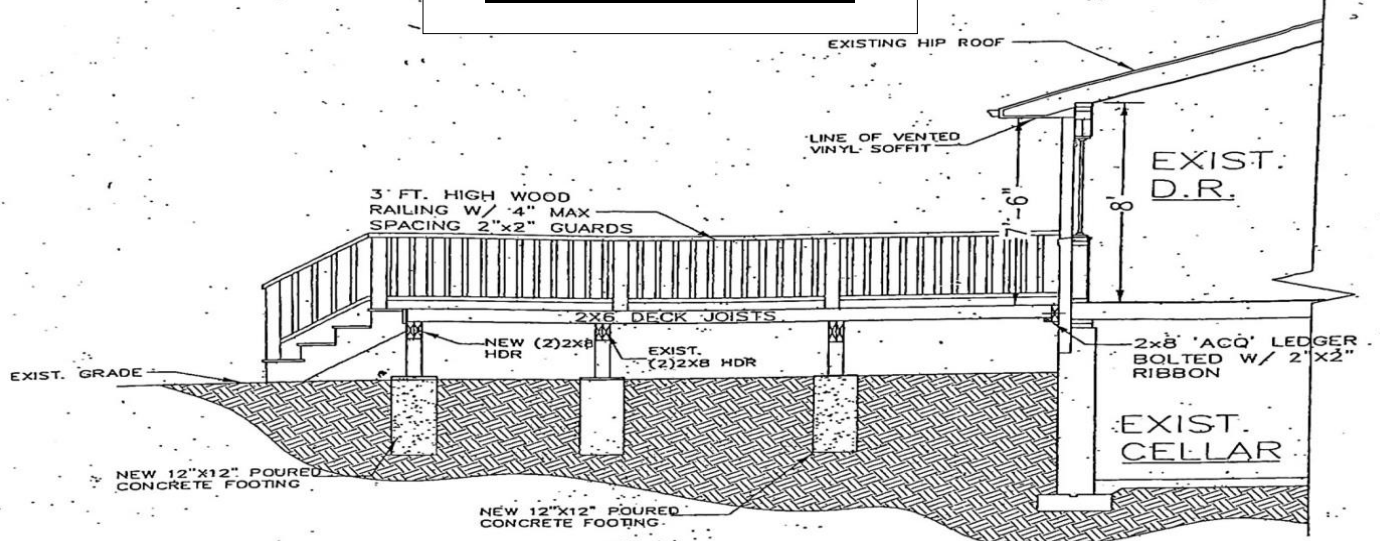 EXISTING HIP ROOF
LINE OF VENTED
VINYL SOFFIT
EXIST.
D.R.
3 FT. HIGH WOOD
RAILING W/ 4" MAX
SPACING 2"x2" GUARDS
7'-6"
8'
2X6 DECK JOISTS
NEW (2)2X8
HDR
EXIST.
(2)2X8 HDR
2x8 'ACQ' LEDGER
BOLTED W/ 2"X2"
RIBBON
EXIST. GRADE
EXIST.
CELLAR
NEW 12"X12" POURED
CONCRETE FOOTING
NEW 12"X12" POURED
CONCRETE FOOTING